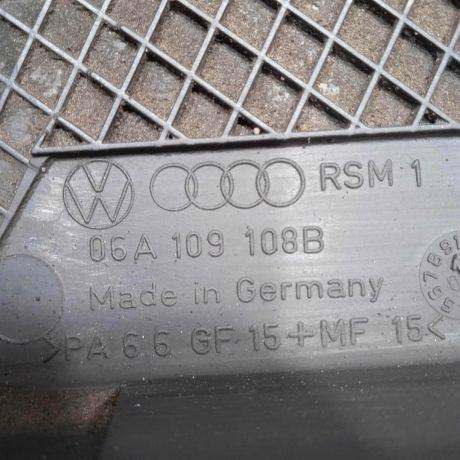 RSM 1
06A 109 108B
Made in Germany
>PA 6 6 GF 15+MF 15<